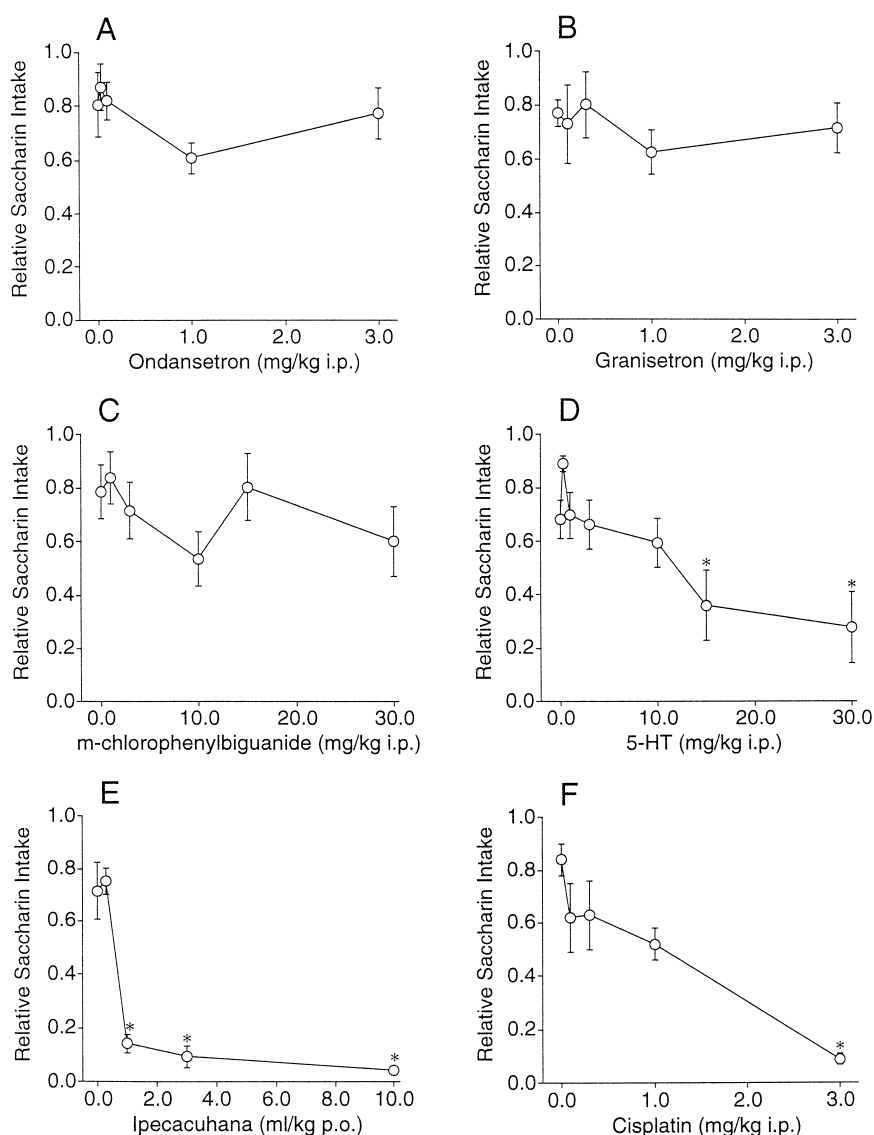 A
Relative Saccharin Intake
1.0
0.8
0.6
0.4
0.2
0.0
0.0 1.0 2.0 3.0
Ondansetron (mg/kg i.p.)
B
Relative Saccharin Intake
1.0
0.8
0.6
0.4
0.2
0.0
0.0 1.0 2.0 3.0
Granisetron (mg/kg i.p.)
C
Relative Saccharin Intake
1.0
0.8
0.6
0.4
0.2
0.0
0.0 10.0 20.0 30.0
m-chlorophenylbiguanide (mg/kg i.p.)
D
Relative Saccharin Intake
1.0
0.8
0.6
0.4
0.2
0.0
* *
0.0 10.0 20.0 30.0
5-HT (mg/kg i.p.)
E
Relative Saccharin Intake
1.0
0.8
0.6
0.4
0.2
0.0
* * *
0.0 2.0 4.0 6.0 8.0 10.0
Ipecacuhana (ml/kg p.o.)
F
Relative Saccharin Intake
1.0
0.8
0.6
0.4
0.2
0.0
*
0.0 1.0 2.0 3.0
Cisplatin (mg/kg i.p.)